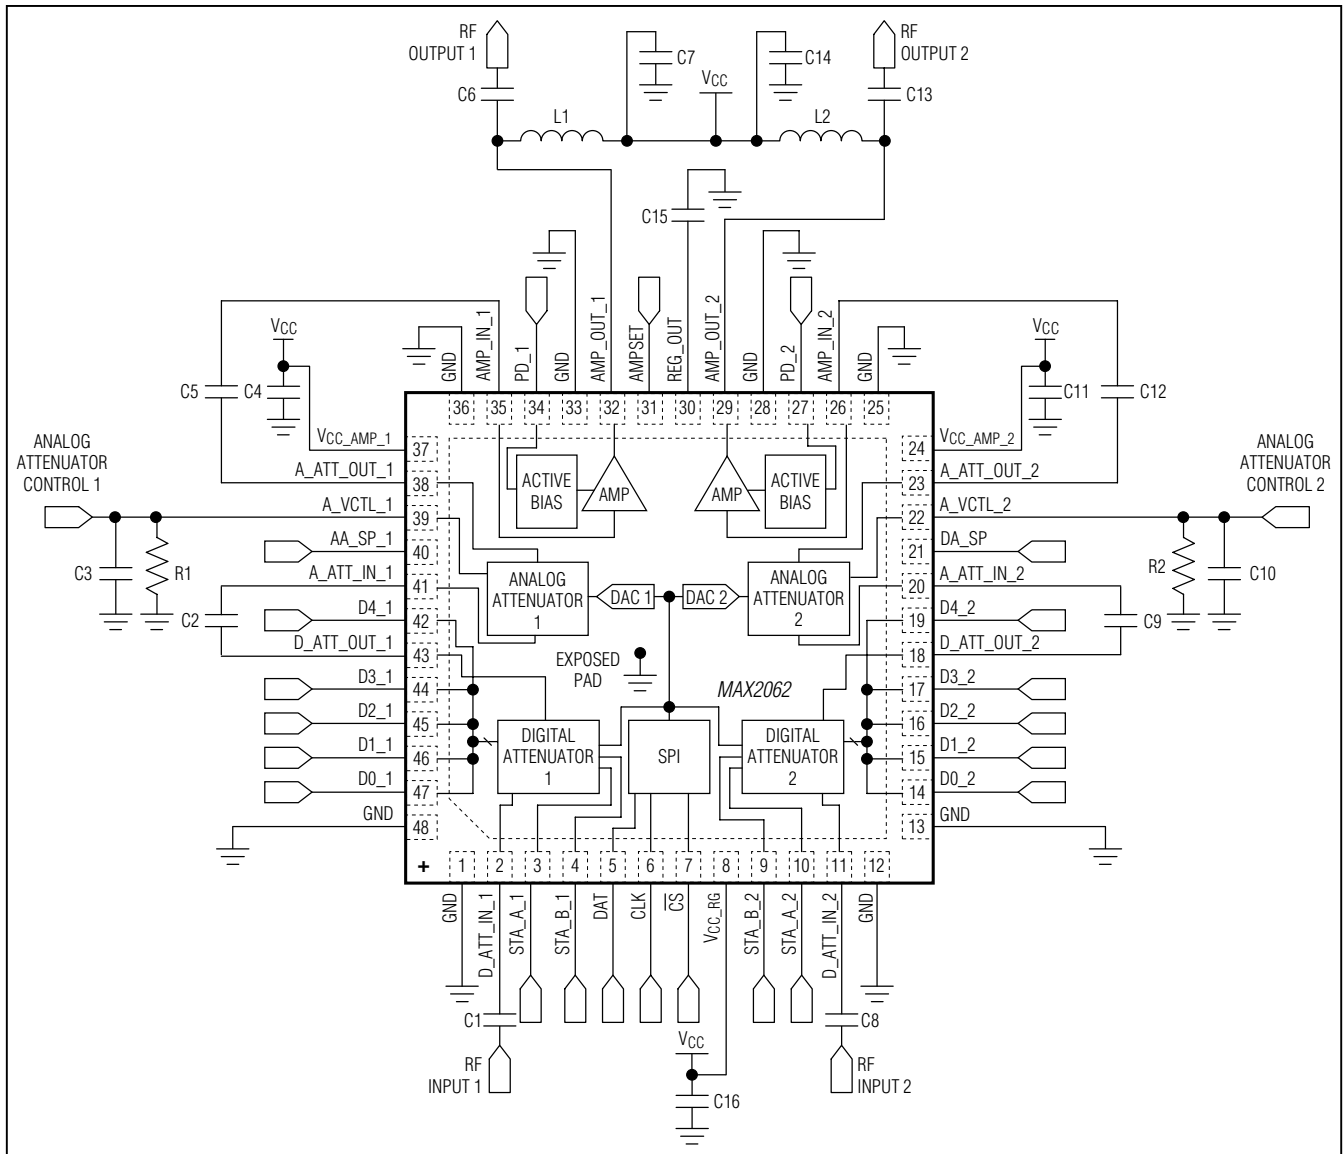 RF
OUTPUT 1
C6
L1
C7
VCC
C14
L2
RF
OUTPUT 2
C13
C15
C5
VCC
C4
GND
AMP_IN_1
PD_1
GND
AMP_OUT_1
AMPSET
REG_OUT
AMP_OUT_2
GND
PD_2
AMP_IN_2
GND
VCC
C11
C12
36
35
34
33
32
31
30
29
28
27
26
25
ANALOG
ATTENUATOR
CONTROL 1
C3
R1
C2
VCC_AMP_1
A_ATT_OUT_1
A_VCTL_1
AA_SP_1
A_ATT_IN_1
D4_1
D_ATT_OUT_1
D3_1
D2_1
D1_1
D0_1
GND
37
38
39
40
41
42
43
44
45
46
47
48
ACTIVE
BIAS
AMP
AMP
ACTIVE
BIAS
ANALOG
ATTENUATOR
1
DAC 1
DAC 2
ANALOG
ATTENUATOR
2
EXPOSED
PAD
MAX2062
DIGITAL
ATTENUATOR
1
SPI
DIGITAL
ATTENUATOR
2
24
23
22
21
20
19
18
17
16
15
14
13
VCC_AMP_2
A_ATT_OUT_2
A_VCTL_2
DA_SP
A_ATT_IN_2
D4_2
D_ATT_OUT_2
D3_2
D2_2
D1_2
D0_2
GND
ANALOG
ATTENUATOR
CONTROL 2
R2
C10
C9
+
1
2
3
4
5
6
7
8
9
10
11
12
GND
D_ATT_IN_1
STA_A_1
STA_B_1
DAT
CLK
CS
VCC_RG
STA_B_2
STA_A_2
D_ATT_IN_2
GND
C1
RF
INPUT 1
VCC
C16
C8
RF
INPUT 2